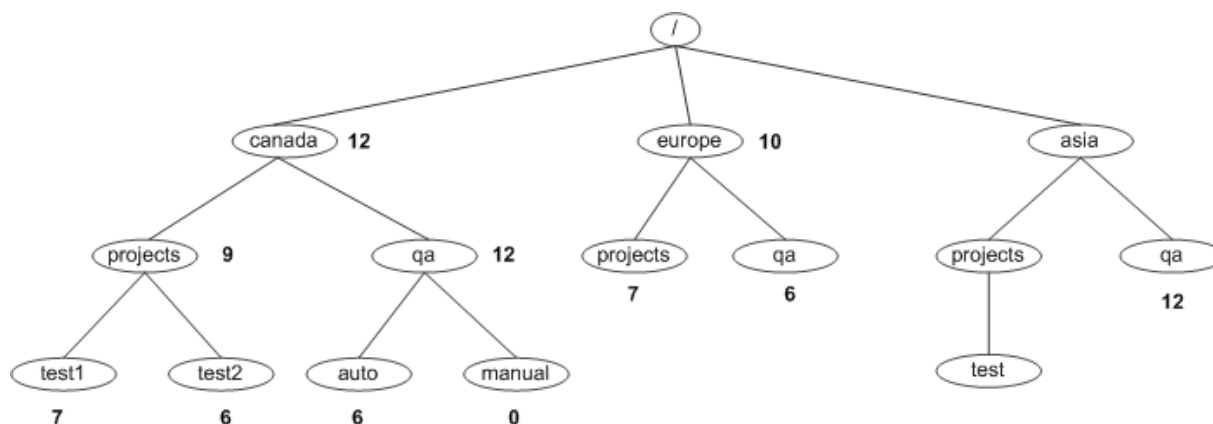 /
canada 12 europe 10 asia
projects 9 qa 12 projects qa projects qa
7 6 12
test1 test2 auto manual test
7 6 6 0